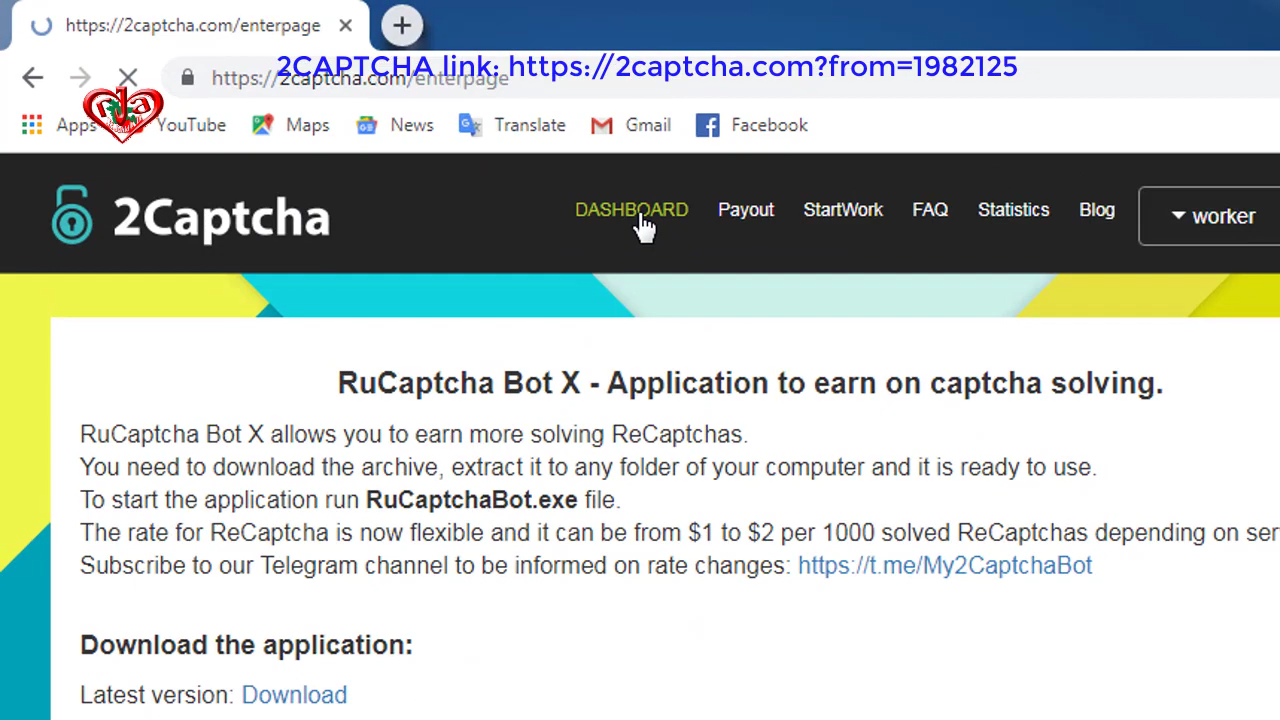 https://2captcha.com/enterpage
2CAPTCHA link: https://2captcha.com?from=1982125
https://2captcha.com/enterpage
Apps YouTube Maps News Translate Gmail Facebook
rja
2Captcha DASHBOARD Payout StartWork FAQ Statistics Blog worker
RuCaptcha Bot X - Application to earn on captcha solving.
RuCaptcha Bot X allows you to earn more solving ReCaptchas.
You need to download the archive, extract it to any folder of your computer and it is ready to use.
To start the application run RuCaptchaBot.exe file.
The rate for ReCaptcha is now flexible and it can be from $1 to $2 per 1000 solved ReCaptchas depending on ser
Subscribe to our Telegram channel to be informed on rate changes: https://t.me/My2CaptchaBot
Download the application:
Latest version: Download